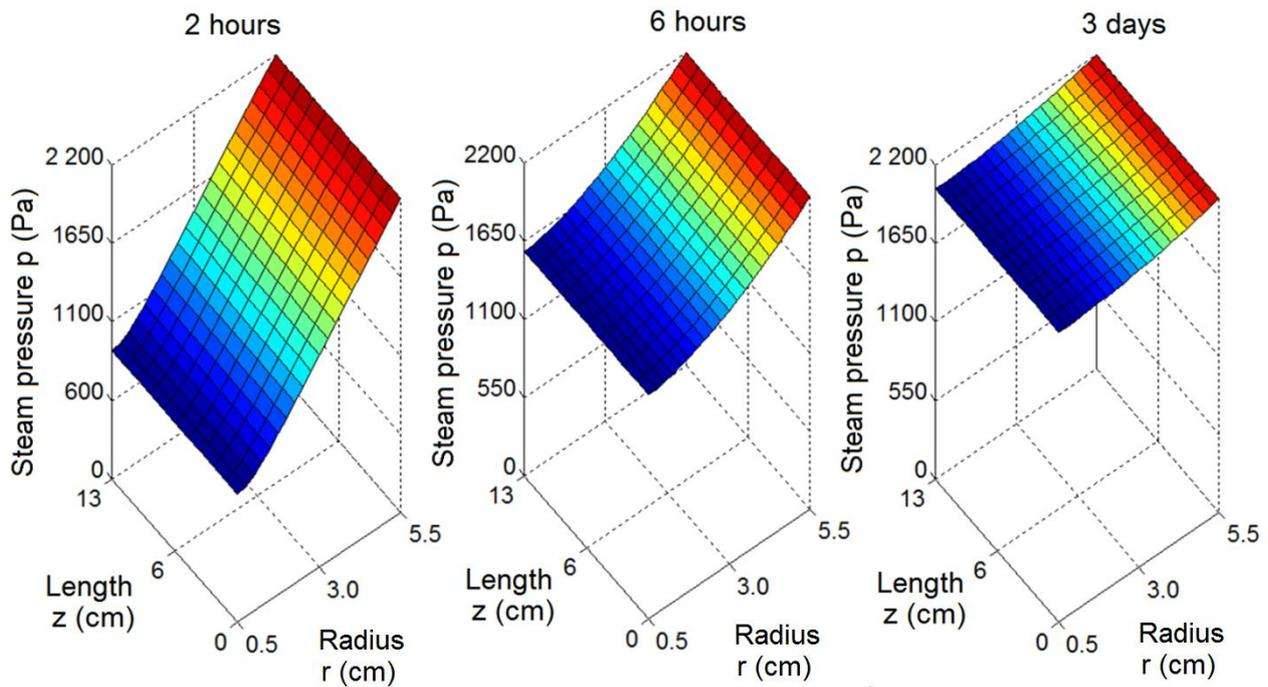 2 hours
6 hours
3 days
Steam pressure p (Pa)
2 200
1650
1100
600
0
13
6
0
Length
z (cm)
0.5
3.0
5.5
Radius
r (cm)
Steam pressure p (Pa)
2200
1650
1100
550
0
13
6
0
Length
z (cm)
0.5
3.0
5.5
Radius
r (cm)
Steam pressure p (Pa)
2 200
1650
1100
550
0
13
6
0
Length
z (cm)
0.5
3.0
5.5
Radius
r (cm)